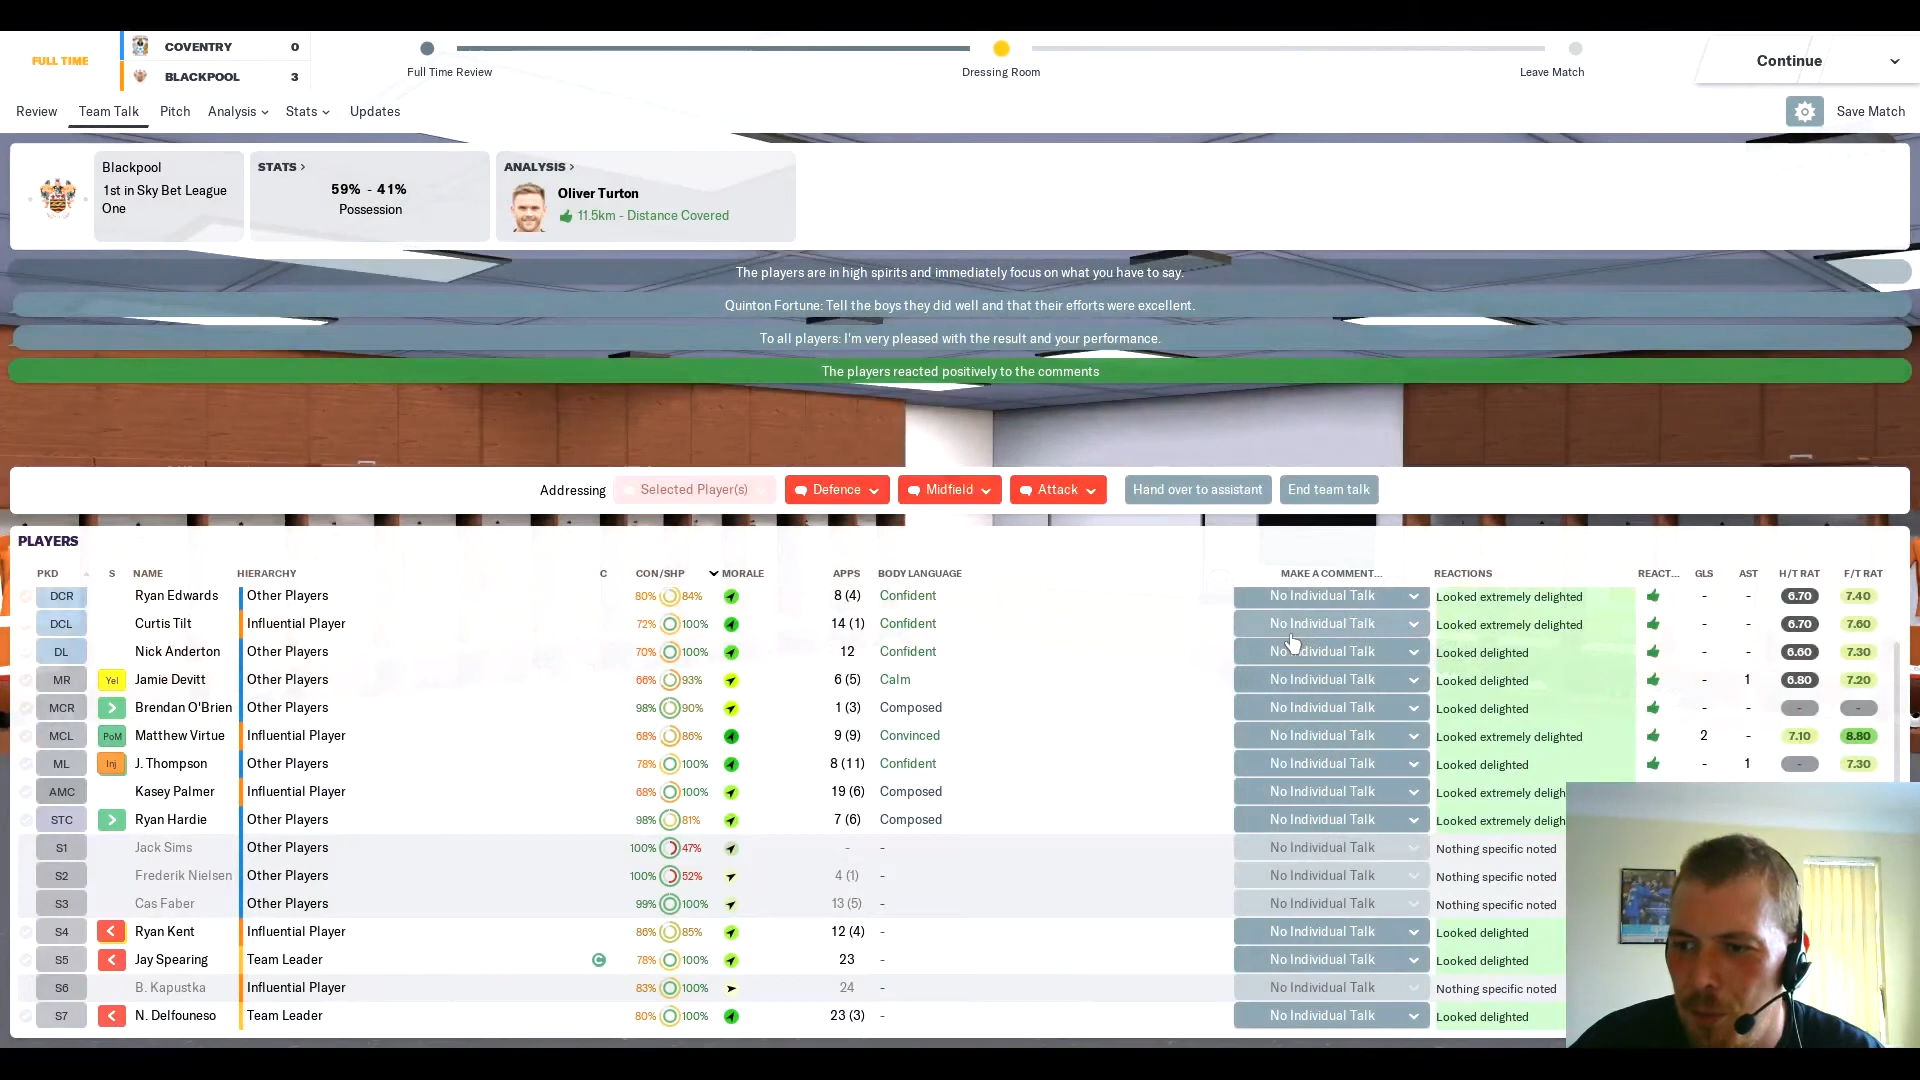 FULL TIME
COVENTRY 0
BLACKPOOL 3
Full Time Review
Dressing Room
Leave Match
Continue
Review Team Talk Pitch Analysis Stats Updates
Save Match
Blackpool
1st in Sky Bet League
One
STATS >
59% - 41%
Possession
ANALYSIS >
Oliver Turton
11.5km - Distance Covered
The players are in high spirits and immediately focus on what you have to say.
Quinton Fortune: Tell the boys they did well and that their efforts were excellent.
To all players: I'm very pleased with the result and your performance.
The players reacted positively to the comments
Addressing Selected Player(s) Defence Midfield Attack Hand over to assistant End team talk
PLAYERS
PKD S NAME HIERARCHY C CON/SHP MORALE APPS BODY LANGUAGE MAKE A COMMENT... REACTIONS REACT... GLS AST H/T RAT F/T RAT
DCR Ryan Edwards Other Players 80% 84% 8 (4) Confident No Individual Talk Looked extremely delighted - - 6.70 7.40
DCL Curtis Tilt Influential Player 72% 100% 14 (1) Confident No Individual Talk Looked extremely delighted - - 6.70 7.60
DL Nick Anderton Other Players 70% 100% 12 Confident No Individual Talk Looked delighted - - 6.60 7.30
MR Yel Jamie Devitt Other Players 66% 93% 6 (5) Calm No Individual Talk Looked delighted - 1 6.80 7.20
MCR > Brendan O'Brien Other Players 98% 90% 1 (3) Composed No Individual Talk Looked delighted - - - -
MCL PoM Matthew Virtue Influential Player 68% 86% 9 (9) Convinced No Individual Talk Looked extremely delighted 2 - 7.10 8.80
ML Inj J. Thompson Other Players 78% 100% 8 (11) Confident No Individual Talk Looked delighted - 1 - 7.30
AMC Kasey Palmer Influential Player 68% 100% 19 (6) Composed No Individual Talk Looked extremely deligh
STC > Ryan Hardie Other Players 98% 81% 7 (6) Composed No Individual Talk Looked extremely deligh
S1 Jack Sims Other Players 100% 47% - - No Individual Talk Nothing specific noted
S2 Frederik Nielsen Other Players 100% 52% 4 (1) - No Individual Talk Nothing specific noted
S3 Cas Faber Other Players 99% 100% 13 (5) - No Individual Talk Nothing specific noted
S4 < Ryan Kent Influential Player 86% 85% 12 (4) - No Individual Talk Looked delighted
S5 < Jay Spearing Team Leader C 78% 100% 23 - No Individual Talk Looked delighted
S6 B. Kapustka Influential Player 83% 100% 24 - No Individual Talk Nothing specific noted
S7 < N. Delfouneso Team Leader 80% 100% 23 (3) - No Individual Talk Looked delighted